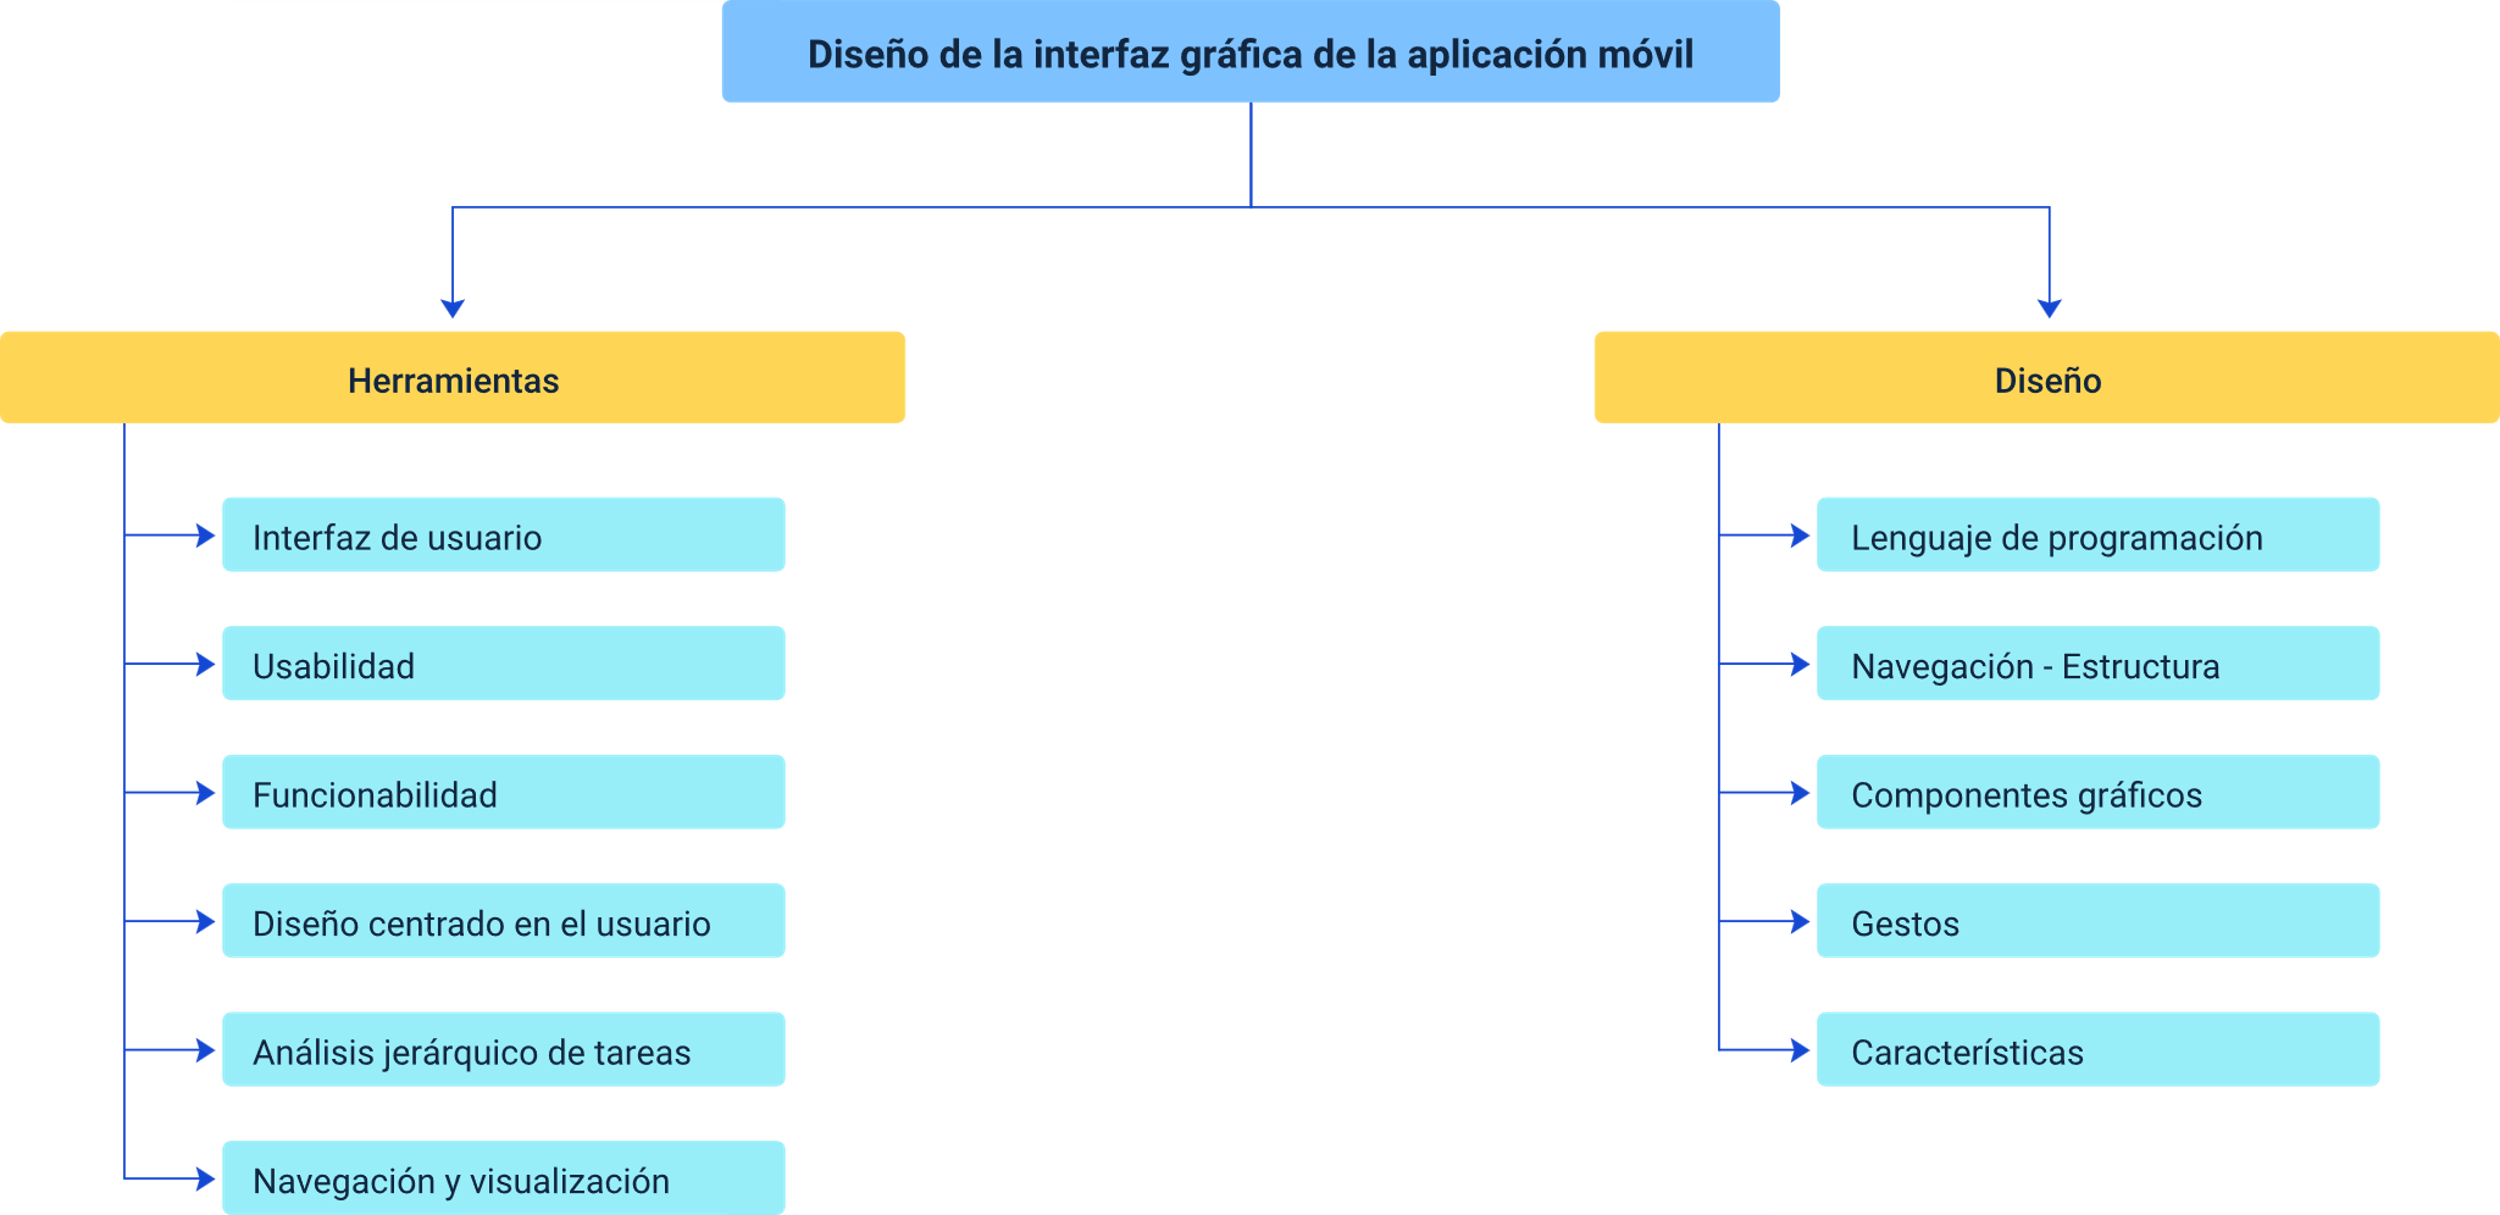 Diseño de la interfaz gráfica de la aplicación móvil
Herramientas
Interfaz de usuario
Usabilidad
Funcionabilidad
Diseño centrado en el usuario
Análisis jerárquico de tareas
Navegación y visualización
Diseño
Lenguaje de programación
Navegación - Estructura
Componentes gráficos
Gestos
Características